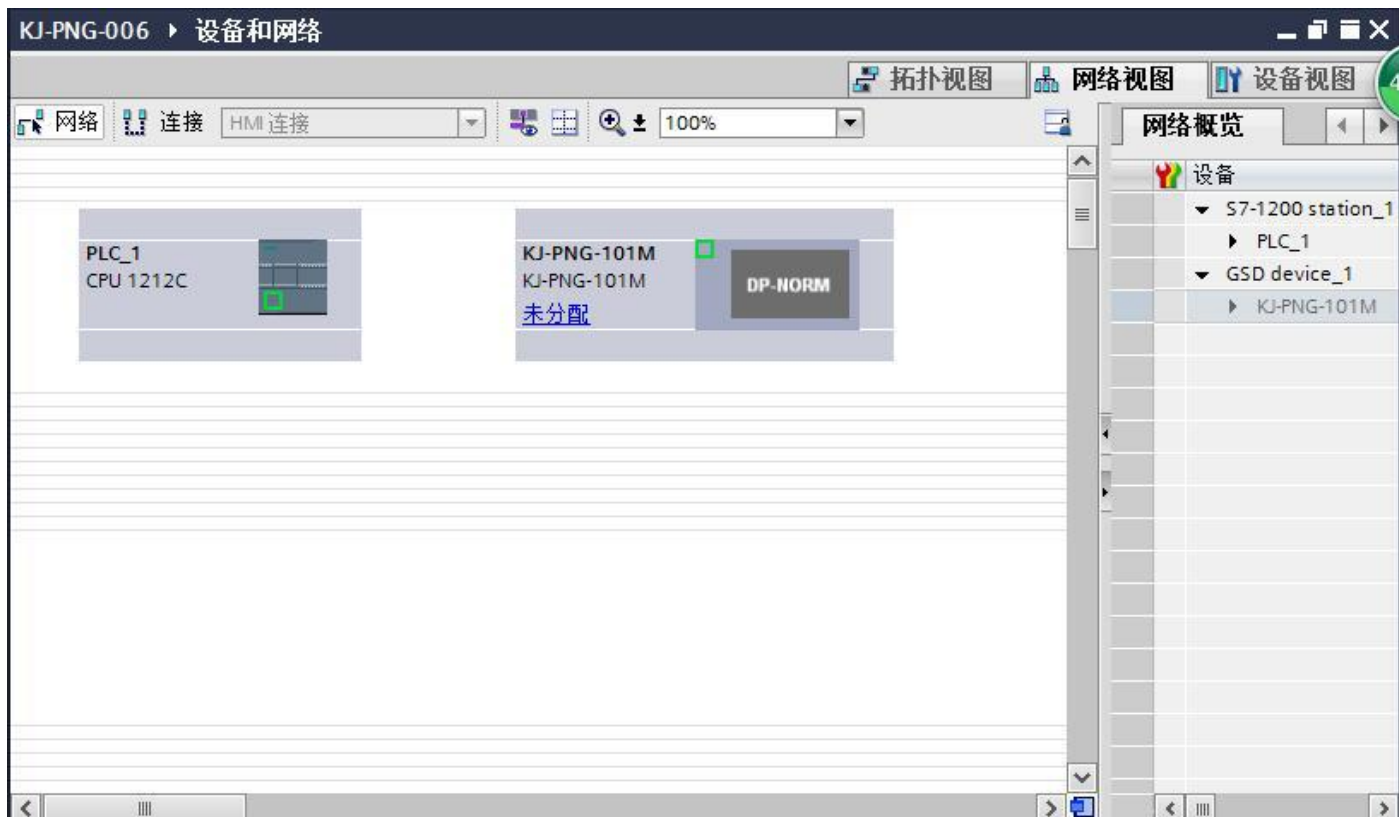 KJ-PNG-006 ▸ 设备和网络
拓扑视图 网络视图 设备视图
网络 连接 HMI 连接 100%
网络概览
设备
PLC_1
CPU 1212C
KJ-PNG-101M
KJ-PNG-101M
未分配
DP-NORM
S7-1200 station_1
PLC_1
GSD device_1
KJ-PNG-101M